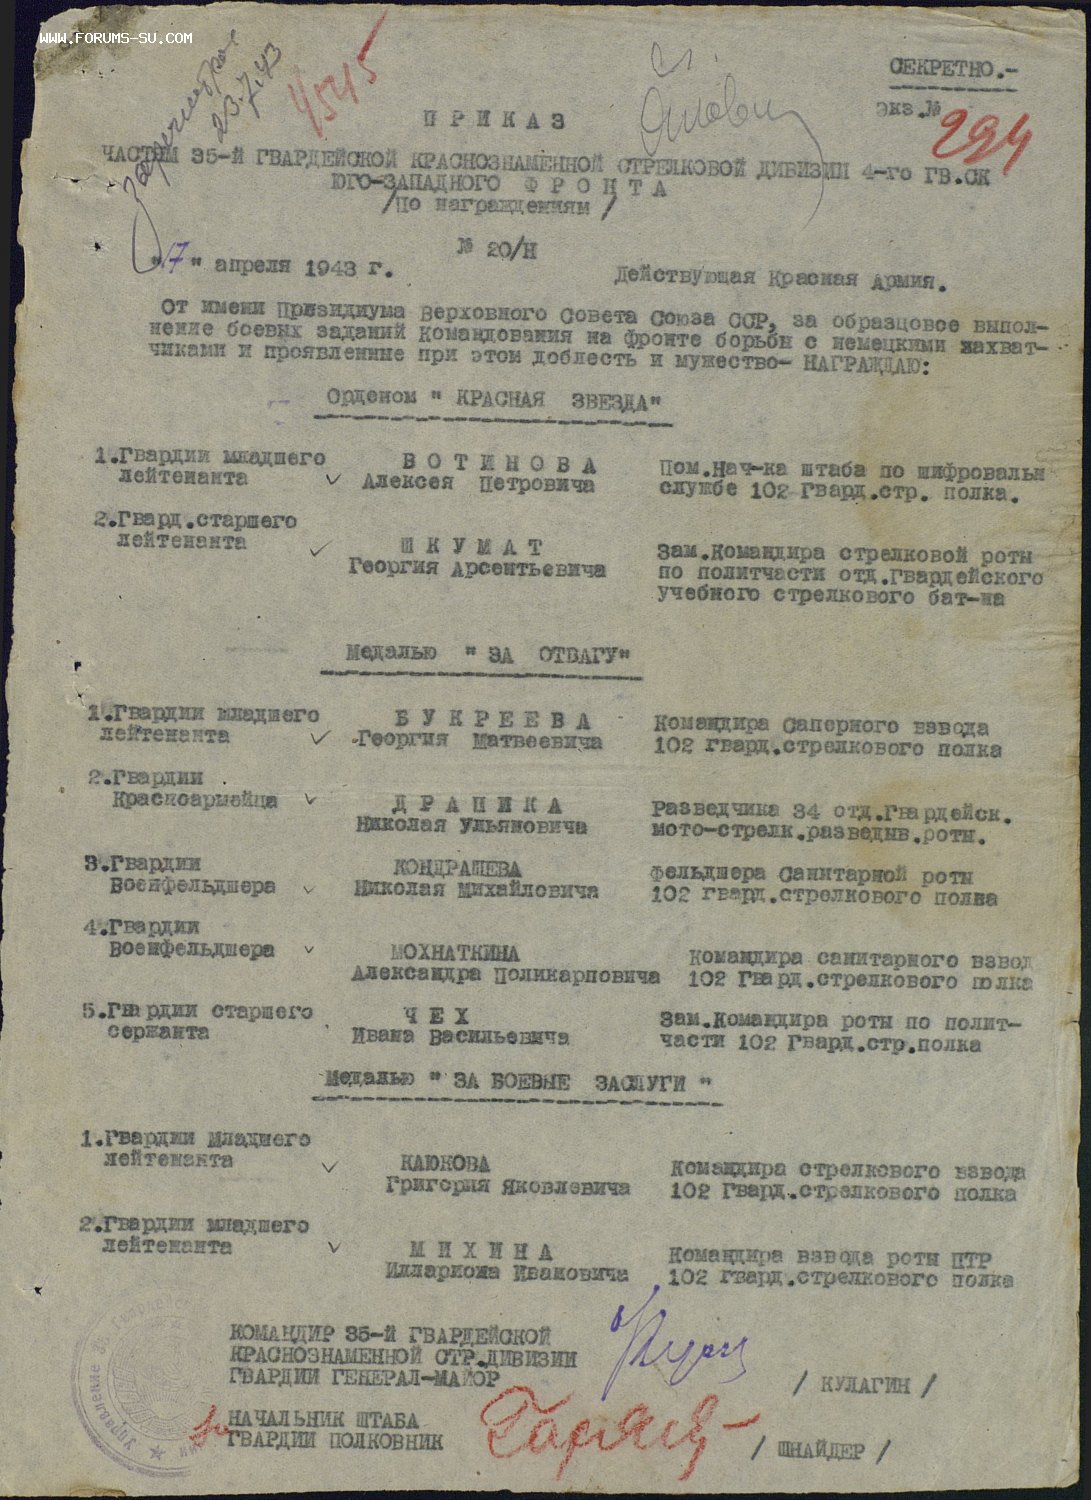 WWW.FORUMS-SU.COM
23.7.43
1/545
СЕКРЕТНО.-
экз.№
294
П Р И К А З
ЧАСТЯМ 35-Й ГВАРДЕЙСКОЙ КРАСНОЗНАМЕННОЙ СТРЕЛКОВОЙ ДИВИЗИИ 4-го ГВ.СК
ЮГО-ЗАПАДНОГО Ф Р О Н Т А
/По награждениям/
№ 20/Н
"17" апреля 1943 г. Действующая Красная Армия.
От имени Президиума Верховного Совета Союза ССР, за образцовое выпол-
нение боевых заданий Командования на фронте борьбы с немецкими захват-
чиками и проявленные при этом доблесть и мужество- НАГРАЖДАЮ:
Орденом " КРАСНАЯ ЗВЕЗДА"
1.Гвардии младшего В О Т И Н О В А Пом.Нач-ка штаба по шифровальн
лейтенанта Алексея Петровича службе 102 Гвард.стр. полка.
2.Гвард.старшего
лейтенанта Ш К У М А Т Зам.Командира стрелковой роты
Георгия Арсентьевича по политчасти отд.Гвардейского
учебного стрелкового бат-на
Медалью " ЗА ОТВАГУ"
1.Гвардии младшего Б У К Р Е Е В А Командира Саперного взвода
лейтенанта Георгия Матвеевича 102 гвард.стрелкового полка
2.Гвардии
Красноармейца Д Р А П И К А Разведчика 34 отд.Гвардейск.
Николая Ульяновича мото-стрелк.разведыв.роты.
3.Гвардии КОНДРАШЕВА Фельдшера Санитарной роты
Военфельдшера Николая Михайловича 102 гвард.стрелкового полка
4.Гвардии
Военфельдшера МОХНАТКИНА Командира санитарного взвод
Александра Поликарповича 102 Гвард.стрелкового полка
5.Гвардии старшего Ч Е Х Зам.Командира роты по полит-
сержанта Ивана Васильевича части 102 Гвард.стр.полка
Медалью " ЗА БОЕВЫЕ ЗАСЛУГИ "
1.Гвардии Младшего
лейтенанта КАЮКОВА Командира стрелкового взвода
Григория Яковлевича 102 Гвард.стрелкового полка
2.Гвардии младшего
лейтенанта М И Х И Н А Командира взвода роты ПТР
Иллариона Ивановича 102 гвард.стрелкового полка
КОМАНДИР 35-Й ГВАРДЕЙСКОЙ
КРАСНОЗНАМЕННОЙ СТР.ДИВИЗИИ
ГВАРДИИ ГЕНЕРАЛ-МАЙОР / КУЛАГИН /
НАЧАЛЬНИК ШТАБА
ГВАРДИИ ПОЛКОВНИК / ШНАЙДЕР /
Управление